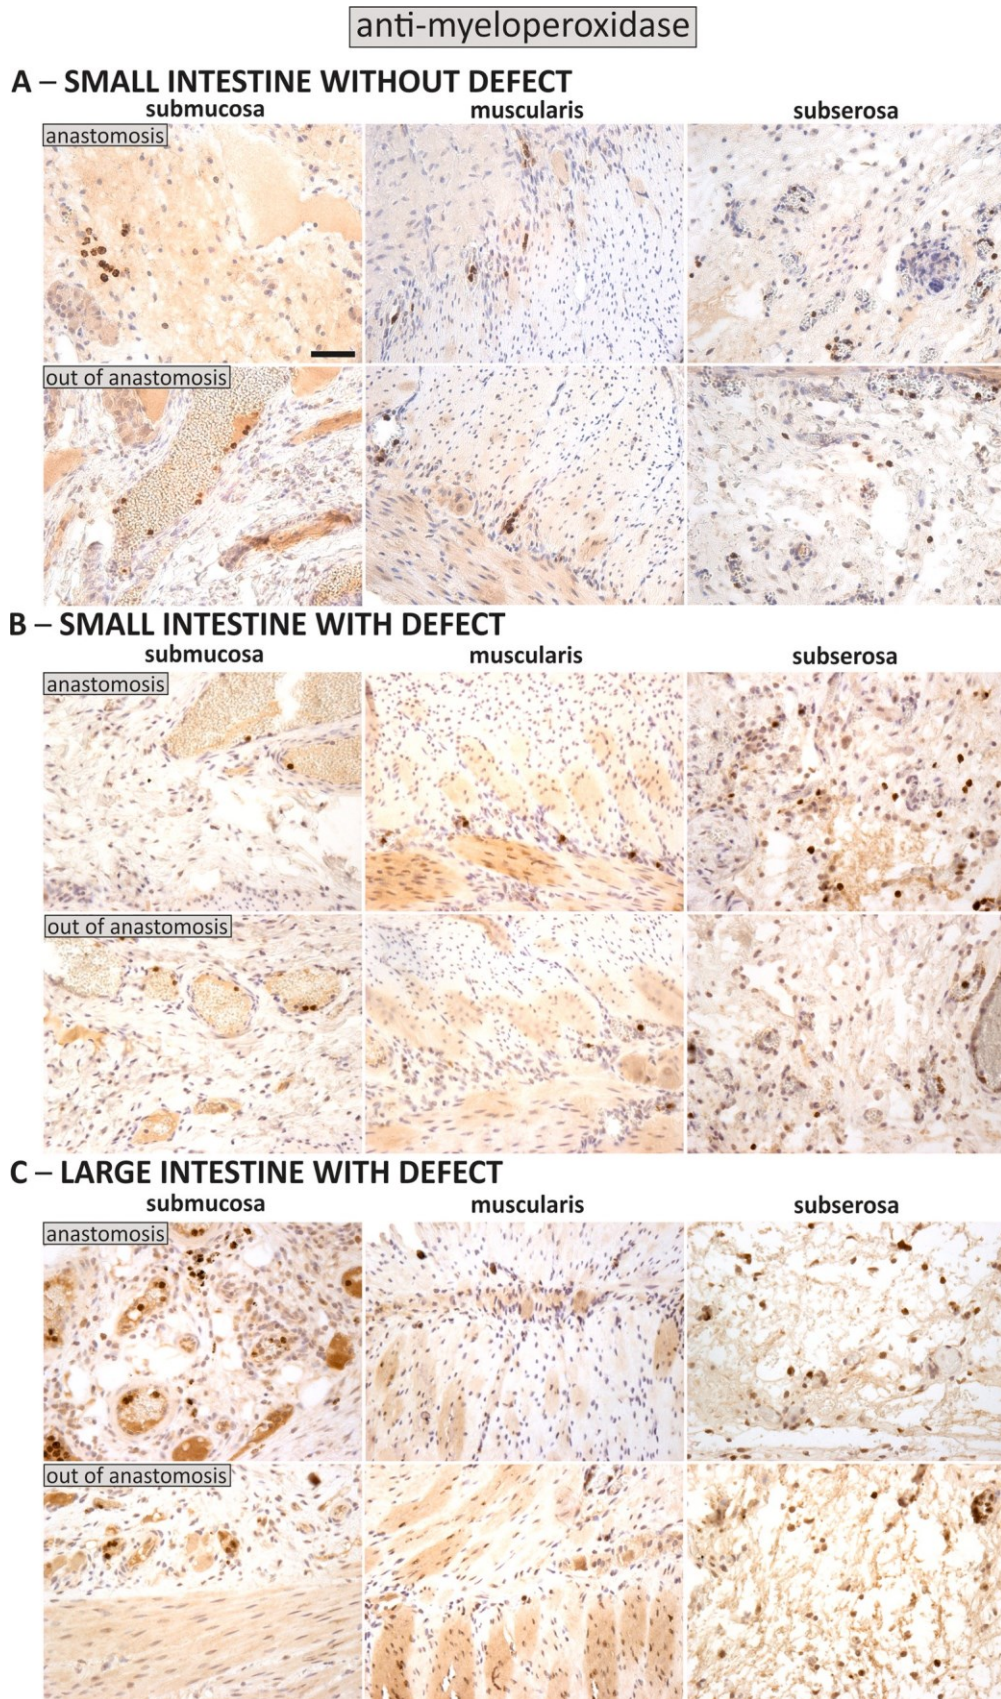 anti-myeloperoxidase
A – SMALL INTESTINE WITHOUT DEFECT
submucosa muscularis subserosa
anastomosis
out of anastomosis
B – SMALL INTESTINE WITH DEFECT
submucosa muscularis subserosa
anastomosis
out of anastomosis
C – LARGE INTESTINE WITH DEFECT
submucosa muscularis subserosa
anastomosis
out of anastomosis